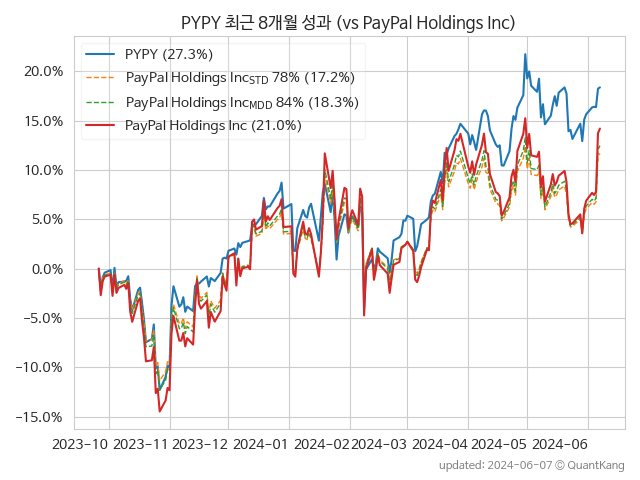 PYPY 최근 8개월 성과 (vs PayPal Holdings Inc)
PYPY (27.3%)
PayPal Holdings Inc_STD 78% (17.2%)
PayPal Holdings Inc_MDD 84% (18.3%)
PayPal Holdings Inc (21.0%)
20.0%
15.0%
10.0%
5.0%
0.0%
−5.0%
−10.0%
−15.0%
2023-10 2023-11 2023-12 2024-01 2024-02 2024-03 2024-04 2024-05 2024-06
updated: 2024-06-07 © QuantKang